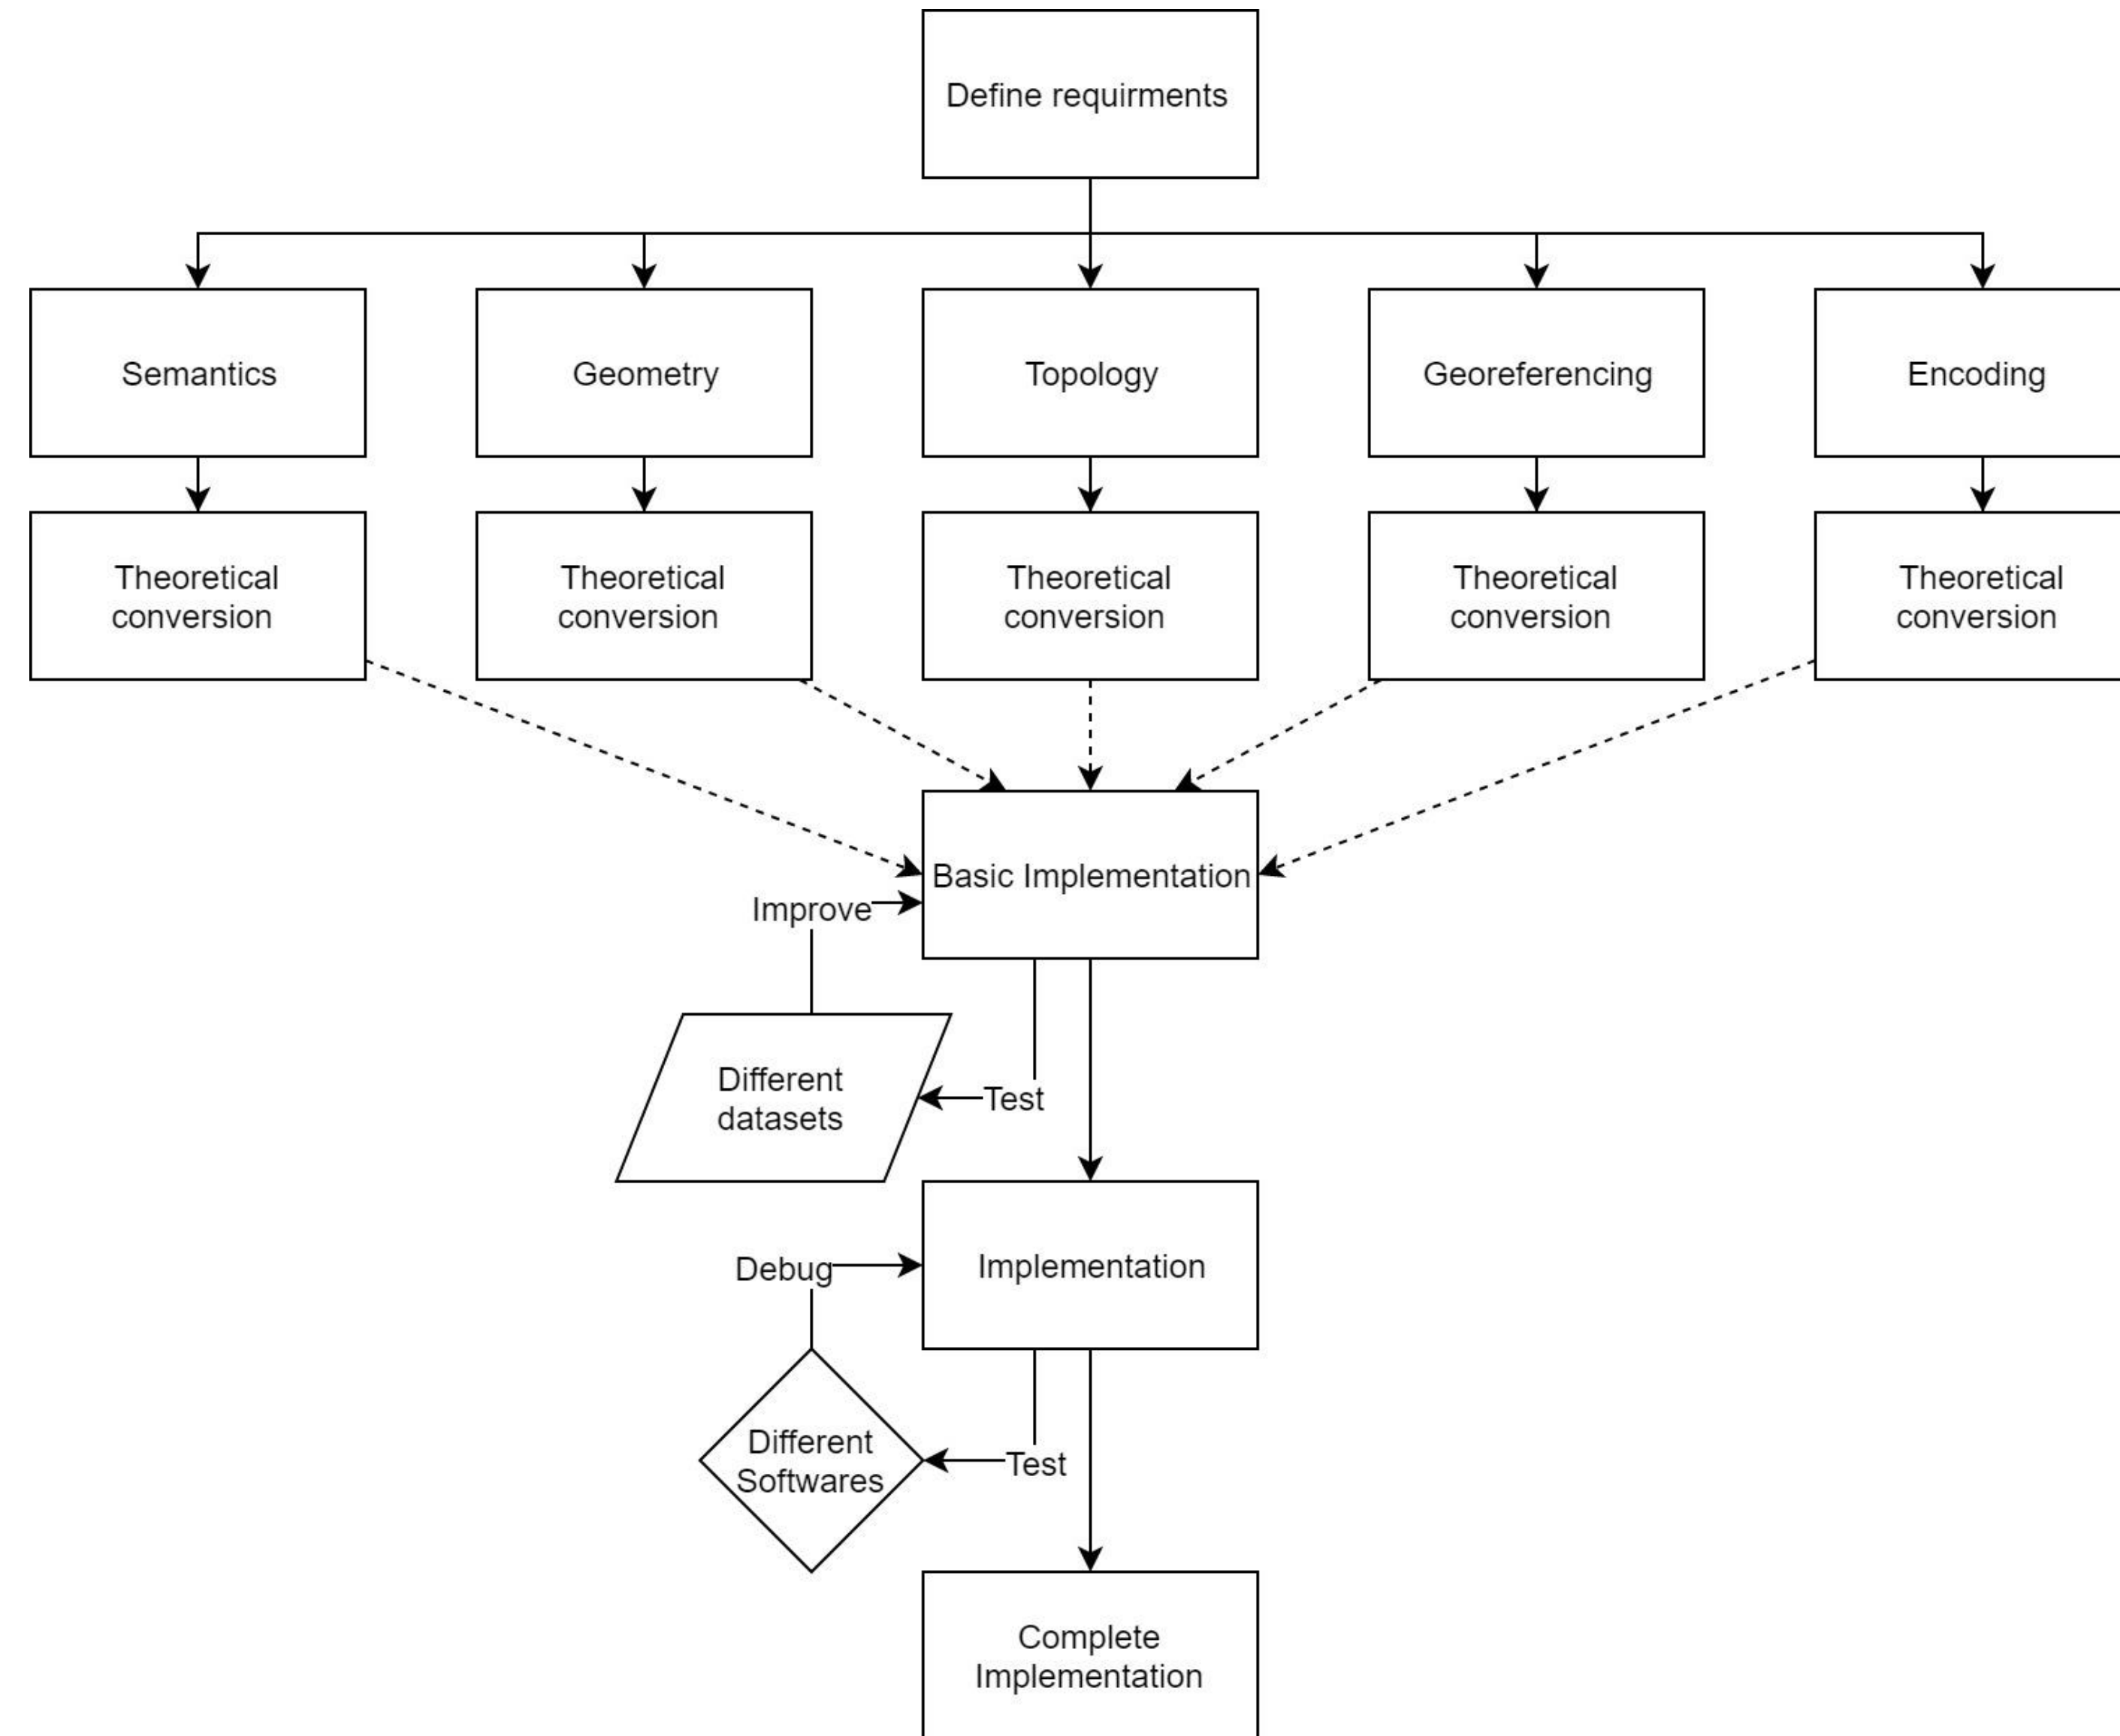 Define requirments
Semantics
Geometry
Topology
Georeferencing
Encoding
Theoretical
conversion
Theoretical
conversion
Theoretical
conversion
Theoretical
conversion
Theoretical
conversion
Basic Implementation
Improve
Different
datasets
Test
Implementation
Debug
Different
Softwares
Test
Complete
Implementation